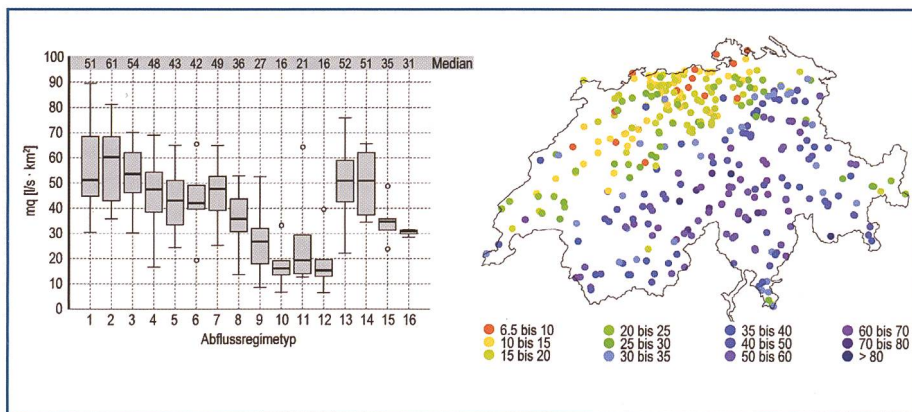 100
51 61 54 48 43 42 49 36 27 16 21 16 52 51 35 31 Median
90
80
70
60
50
40
30
20
10
0
mq [l/s · km²]
1 2 3 4 5 6 7 8 9 10 11 12 13 14 15 16
Abflussregimetyp
6.5 bis 10
10 bis 15
15 bis 20
20 bis 25
25 bis 30
30 bis 35
35 bis 40
40 bis 50
50 bis 60
60 bis 70
70 bis 80
> 80